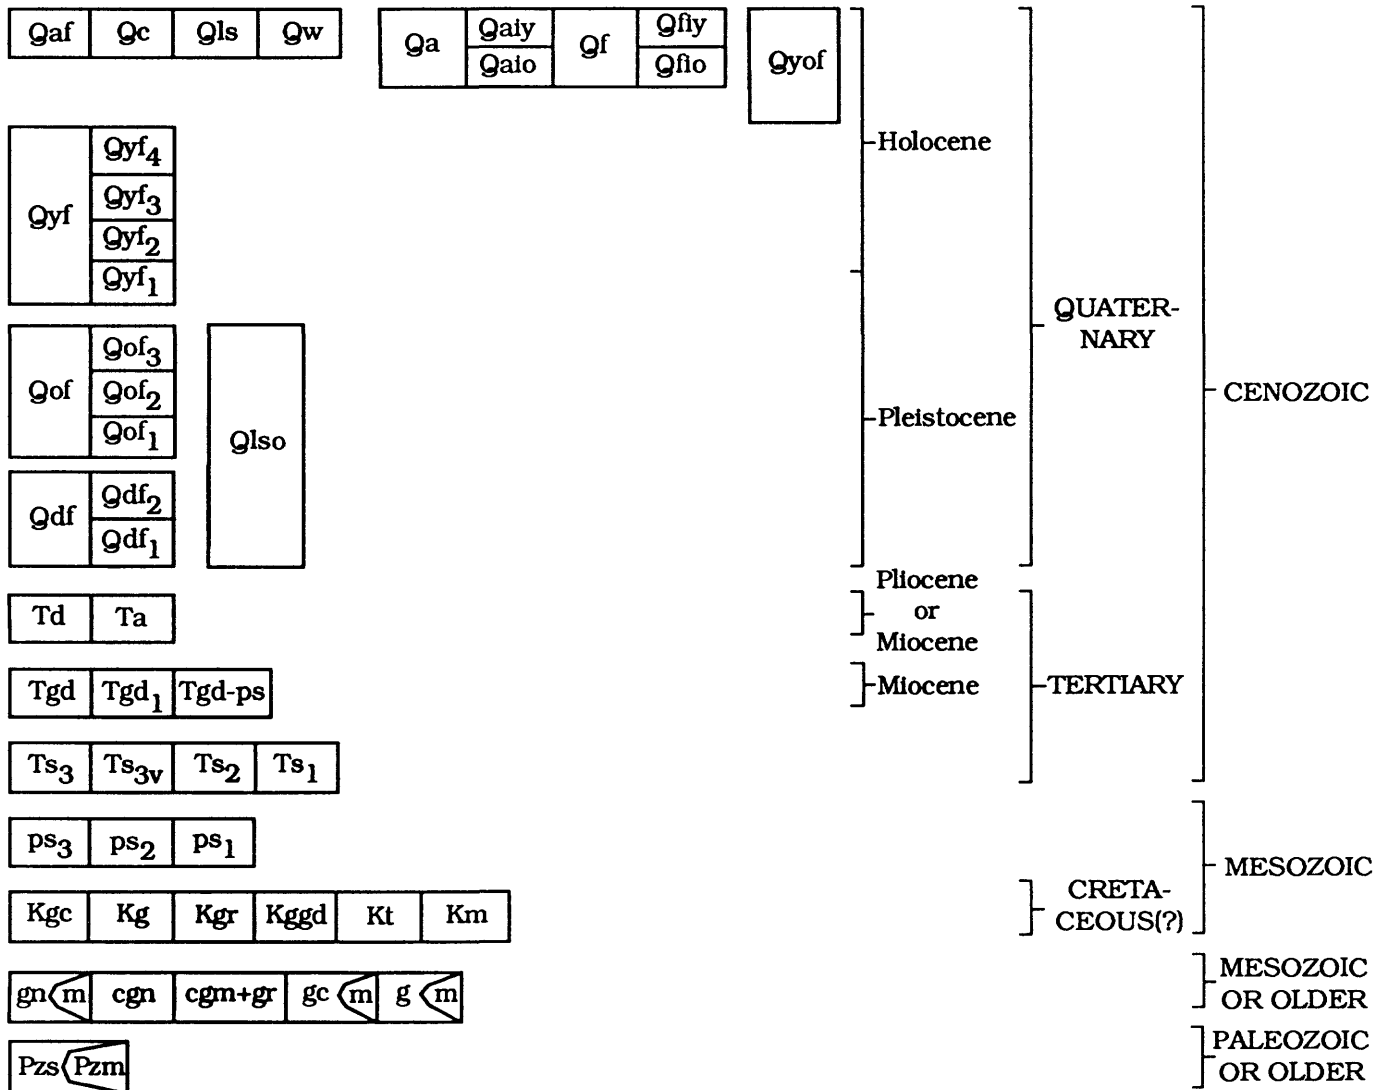 Qaf Qc Qls Qw Qa Qaiy Qaio Qf Qfiy Qfio Qyof
Qyf Qyf4
Qyf3
Qyf2
Qyf1
Holocene
Qof Qof3
Qof2
Qof1
Qlso
Qdf Qdf2
Qdf1
Pleistocene
QUATER-
NARY
CENOZOIC
Td Ta
Pliocene
or
Miocene
Tgd Tgd1 Tgd-ps
Miocene
TERTIARY
Ts3 Ts3v Ts2 Ts1
ps3 ps2 ps1
MESOZOIC
Kgc Kg Kgr Kggd Kt Km
CRETA-
CEOUS(?)
gn m cgn cgm+gr gc m g m
MESOZOIC
OR OLDER
Pzs Pzm
PALEOZOIC
OR OLDER